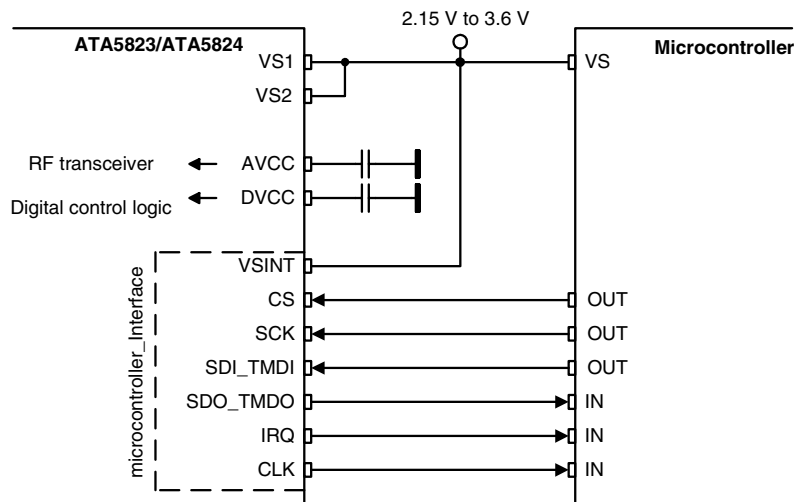 2.15 V to 3.6 V
ATA5823/ATA5824
Microcontroller
VS1
VS
VS2
RF transceiver
AVCC
Digital control logic
DVCC
microcontroller_Interface
VSINT
CS
OUT
SCK
OUT
SDI_TMDI
OUT
SDO_TMDO
IN
IRQ
IN
CLK
IN